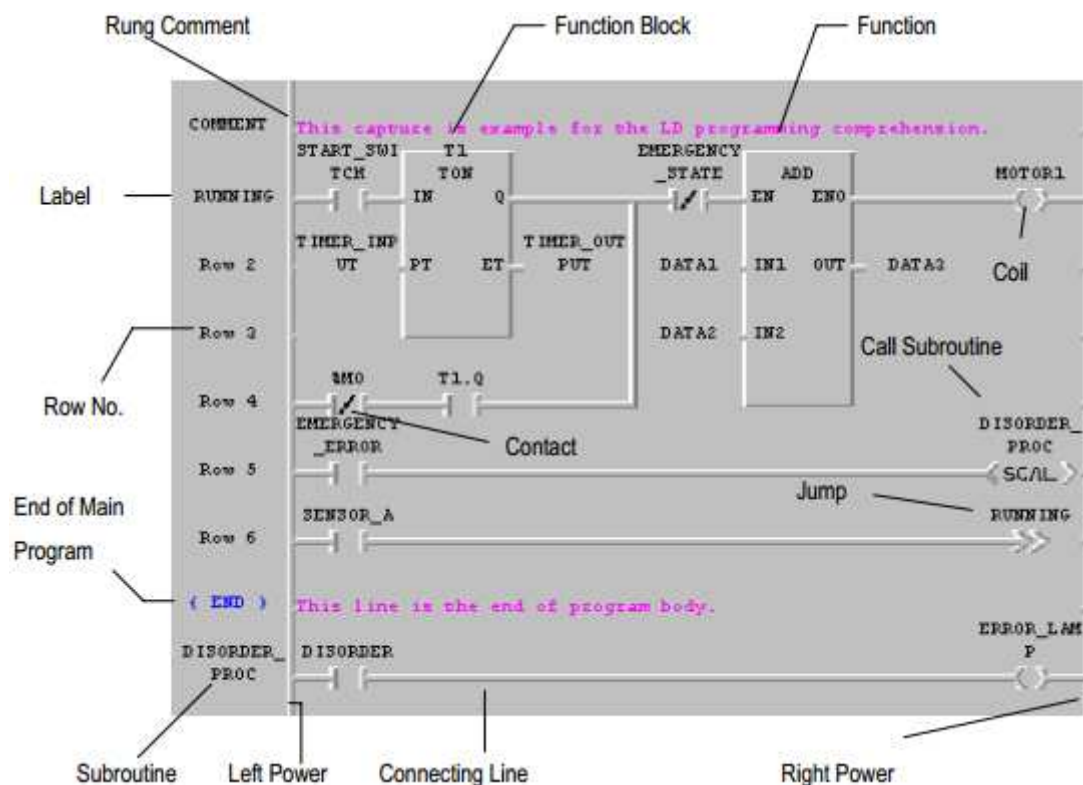 Rung Comment
Function Block
Function
COMMENT
This capture is example for the LD programming comprehension.
START_SWI
T1
EMERGENCY
TCH
TON
_STATE
ADD
MOTOR1
Label
RUNNING
IN
Q
EN
ENO
TIMER_INP
TIMER_OUT
Row 2
UT
PT
ET
PUT
DATA1
IN1
OUT
DATA3
Coil
Row 3
DATA2
IN2
Call Subroutine
%M0
T1.Q
Row No.
Row 4
EMERGENCY
Contact
DISORDER_
_ERROR
PROC
Row 5
SCAL
End of Main
Jump
SENSOR_A
RUNNING
Row 6
Program
( END )
This line is the end of program body.
ERROR_LAM
DISORDER_
DISORDER
P
PROC
Subroutine
Left Power
Connecting Line
Right Power